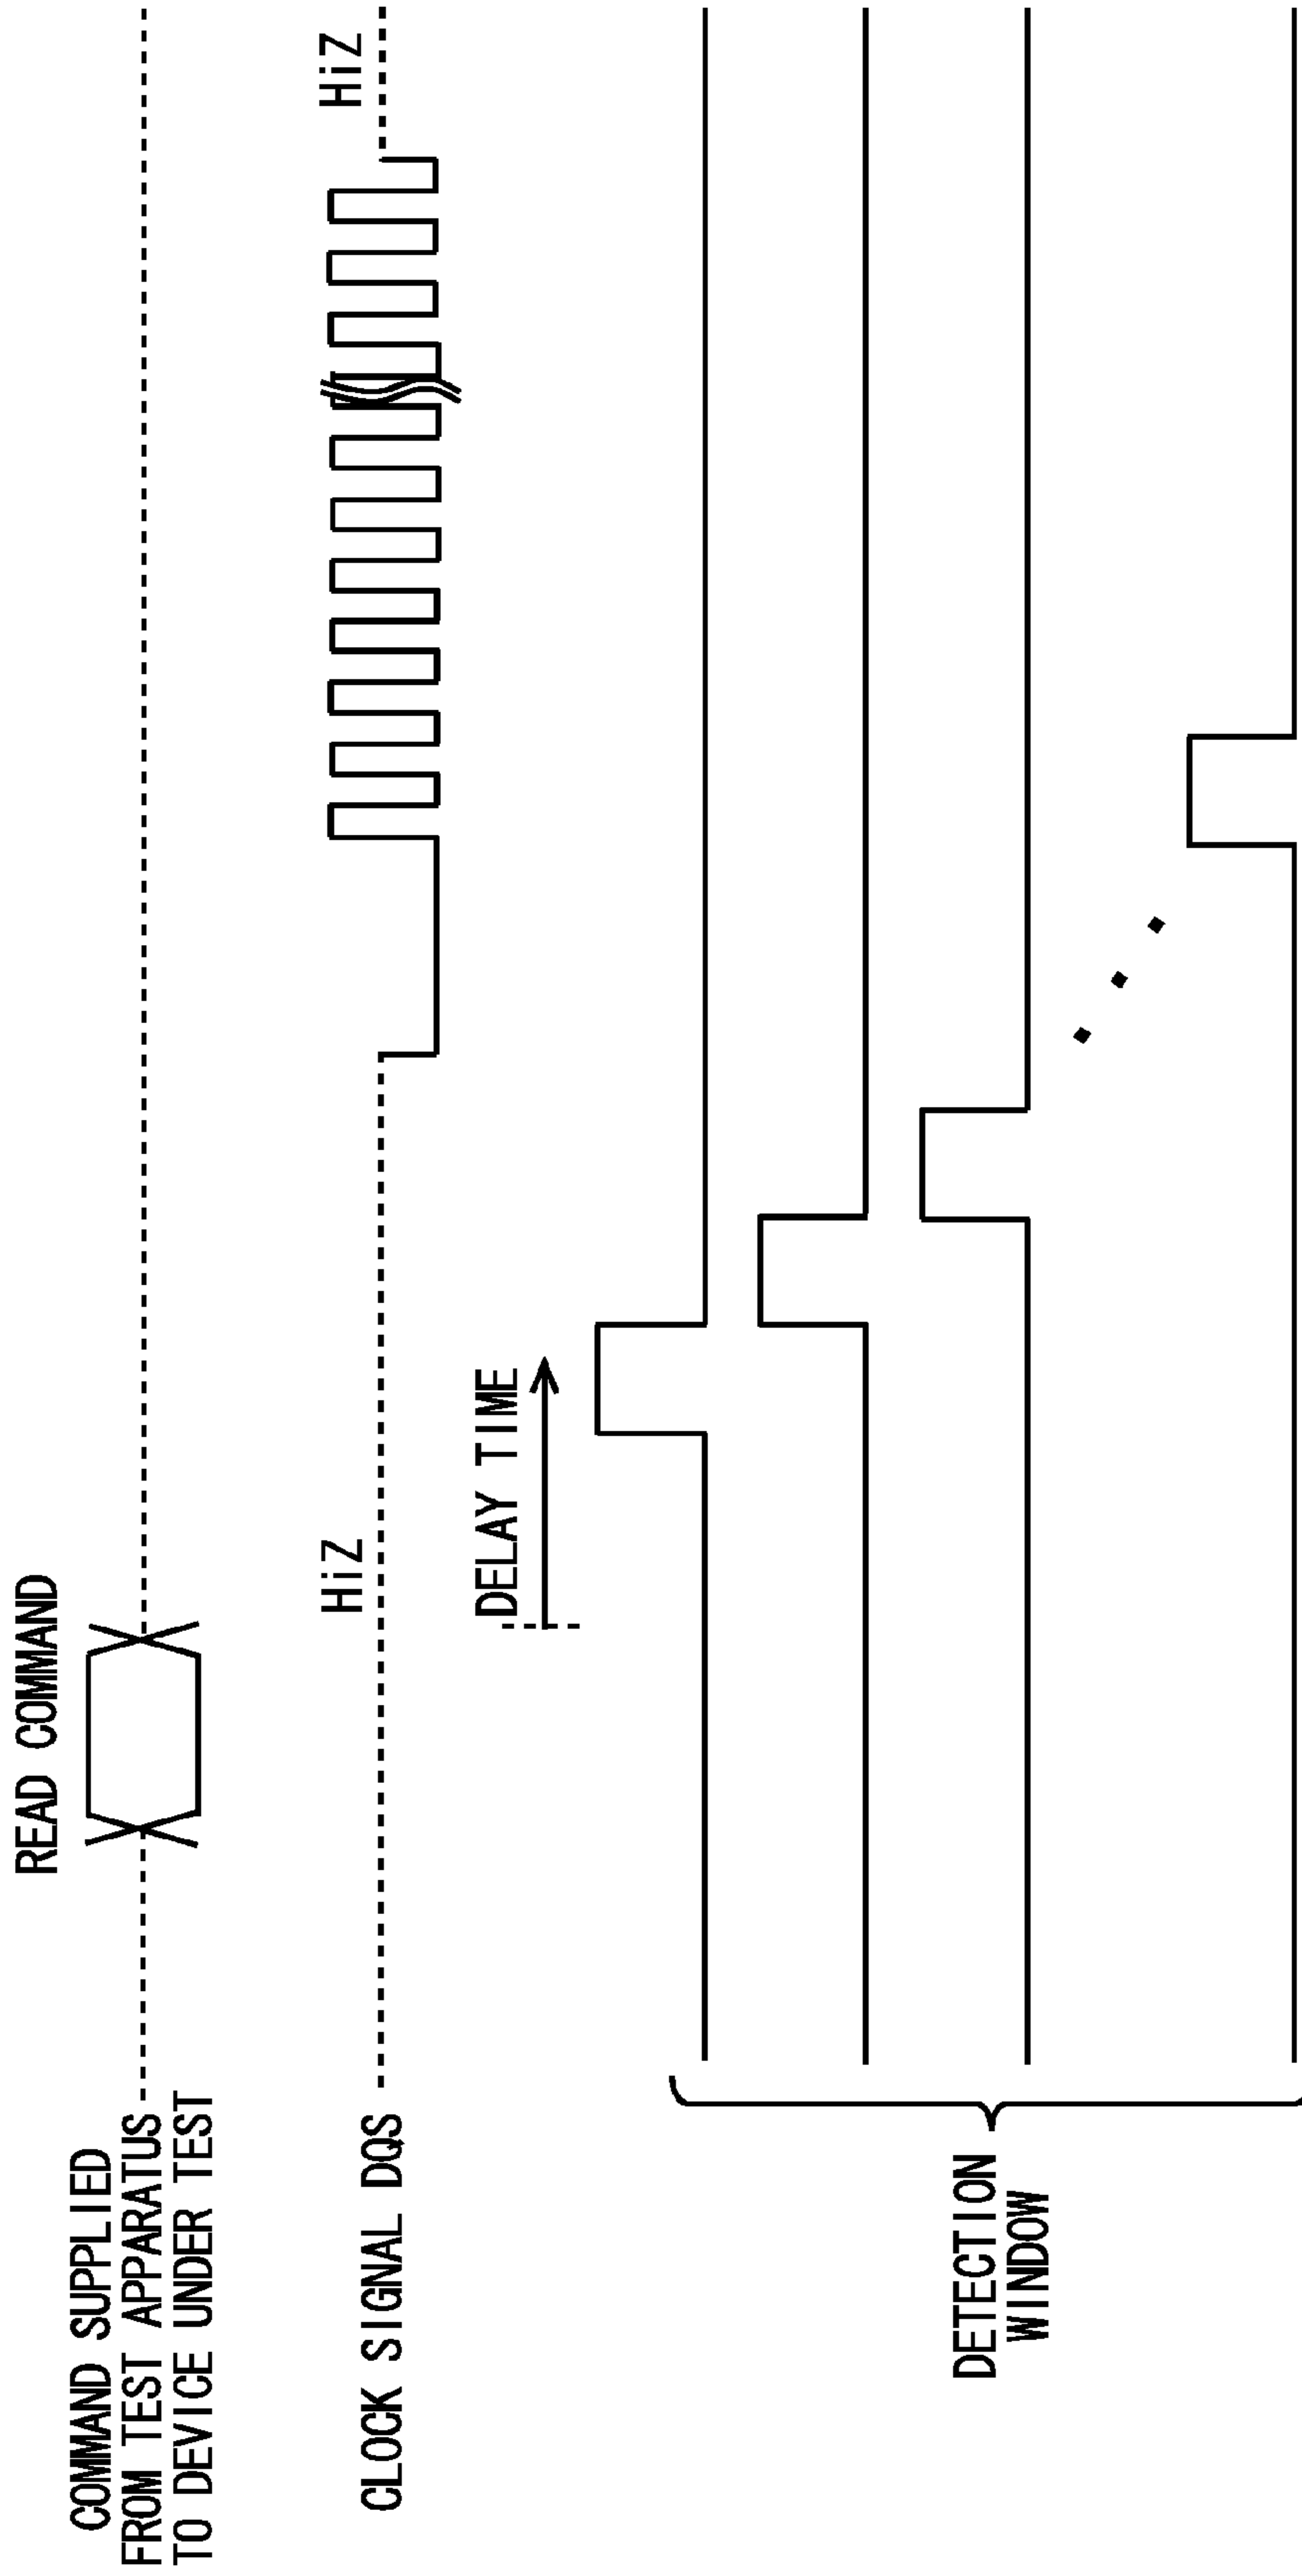 READ COMMAND
COMMAND SUPPLIED
FROM TEST APPARATUS
TO DEVICE UNDER TEST
HiZ
HiZ
CLOCK SIGNAL DQS
DELAY TIME
DETECTION
WINDOW